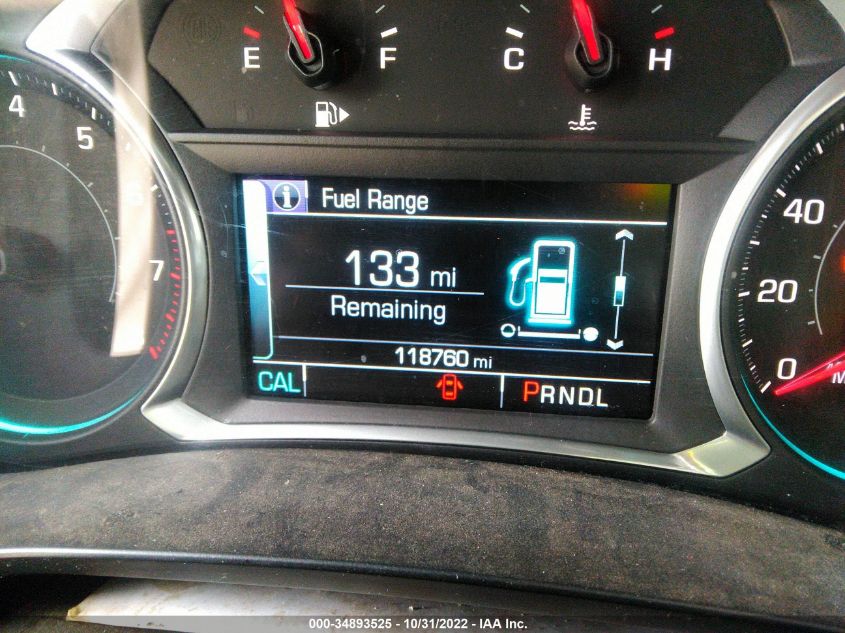 E F C H
4
5
6
7
Fuel Range
133 mi
Remaining
118760 mi
CAL
PRNDL
40
20
0
000-34893525 - 10/31/2022 - IAA Inc.